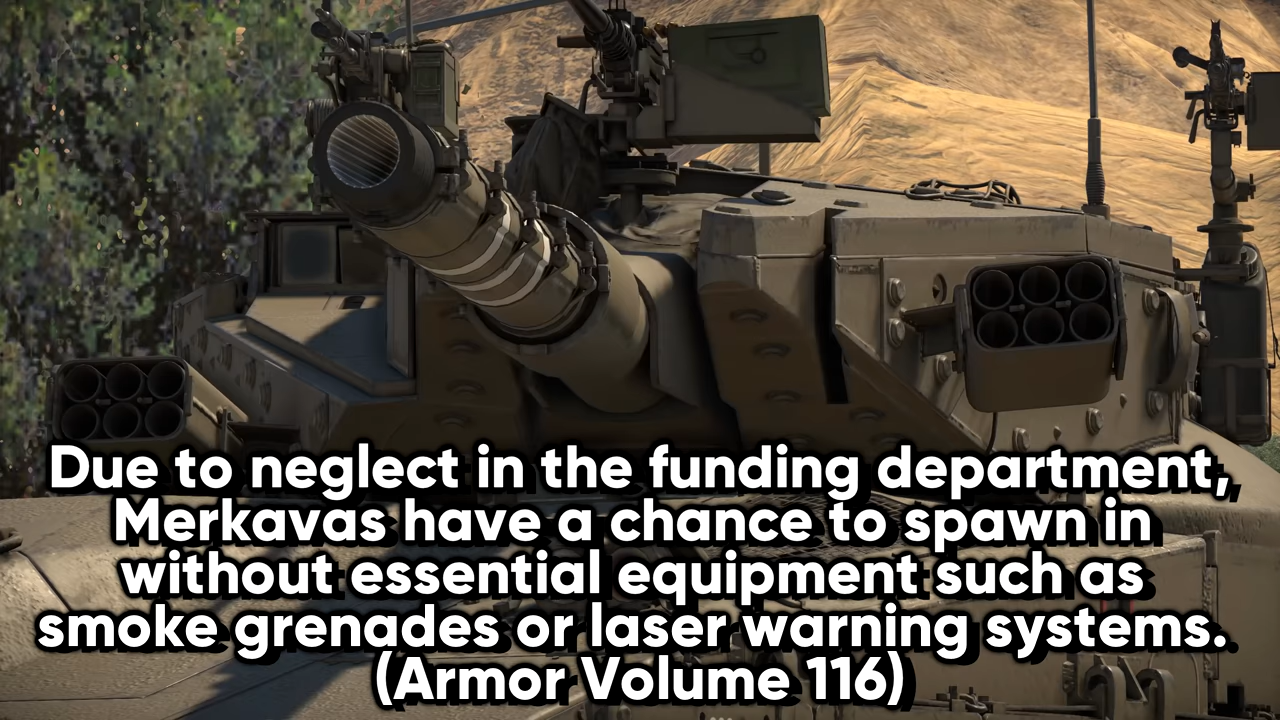 Due to neglect in the funding department,
Merkavas have a chance to spawn in
without essential equipment such as
smoke grenades or laser warning systems.
(Armor Volume 116)